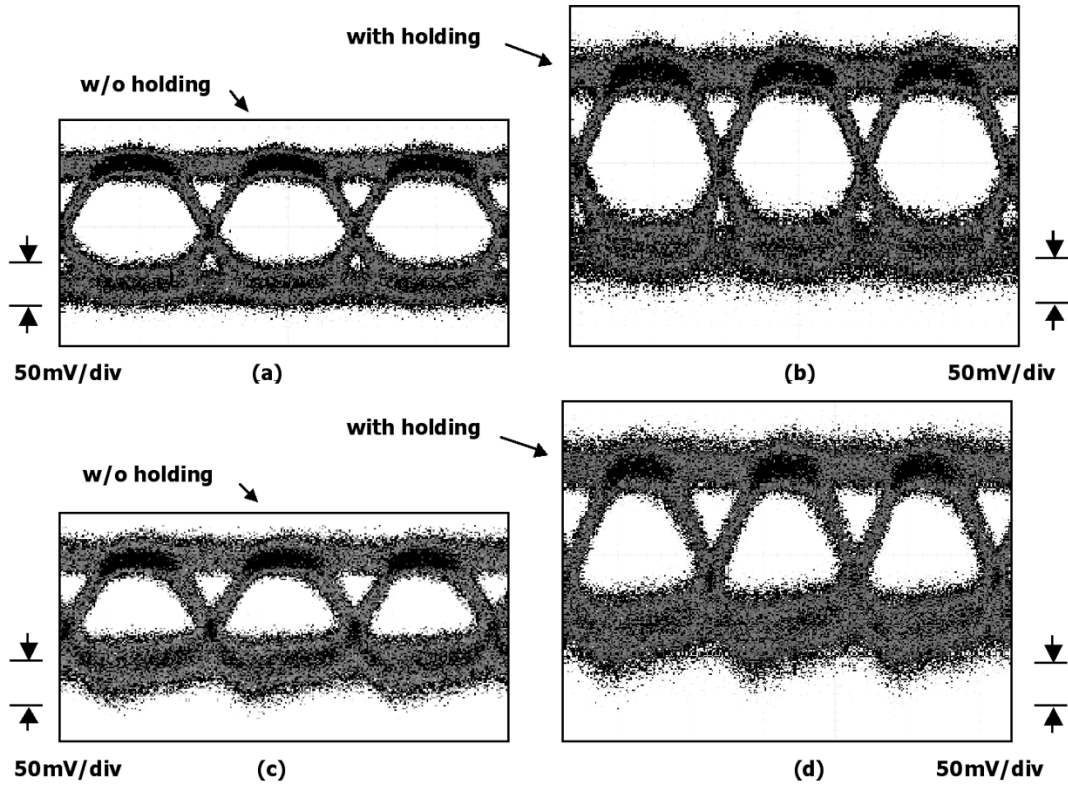 with holding
w/o holding
50mV/div
(a)
(b)
50mV/div
with holding
w/o holding
50mV/div
(c)
(d)
50mV/div